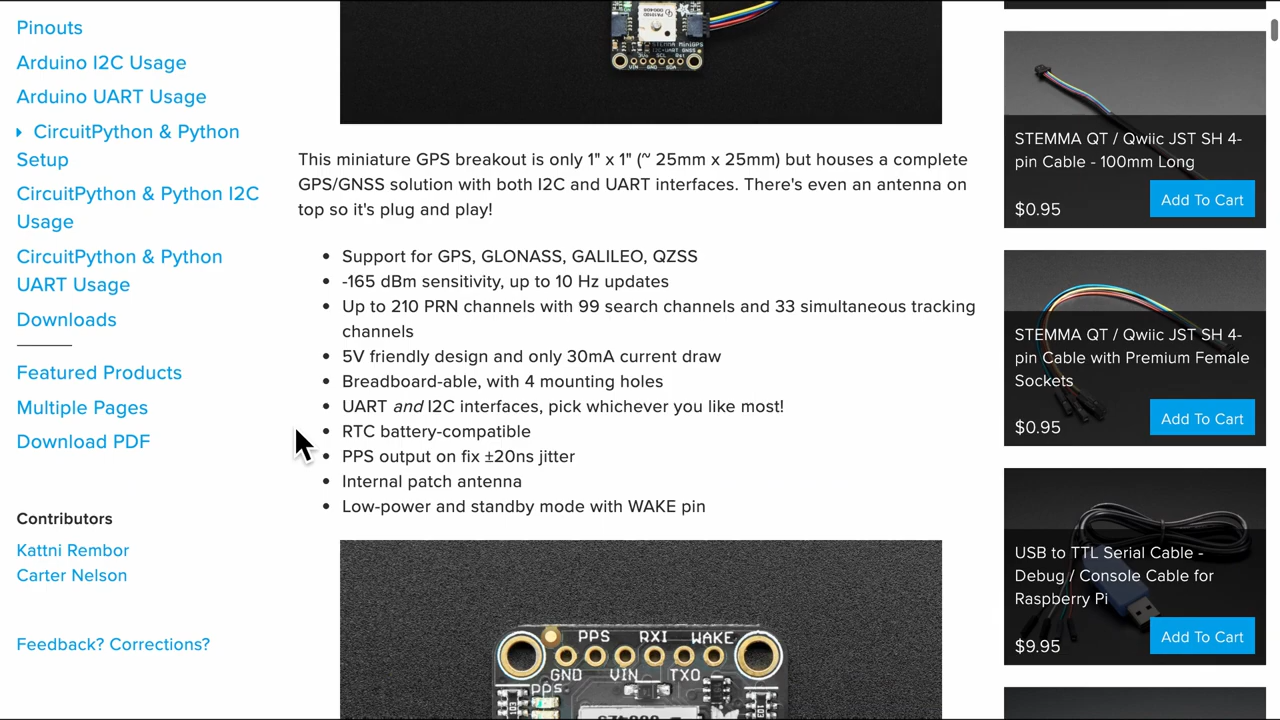 Pinouts
Arduino I2C Usage
Arduino UART Usage
CircuitPython & Python
Setup
CircuitPython & Python I2C
Usage
CircuitPython & Python
UART Usage
Downloads
Featured Products
Multiple Pages
Download PDF
Contributors
Kattni Rembor
Carter Nelson
Feedback? Corrections?
This miniature GPS breakout is only 1" x 1" (~ 25mm x 25mm) but houses a complete
GPS/GNSS solution with both I2C and UART interfaces. There's even an antenna on
top so it's plug and play!
• Support for GPS, GLONASS, GALILEO, QZSS
• -165 dBm sensitivity, up to 10 Hz updates
• Up to 210 PRN channels with 99 search channels and 33 simultaneous tracking
channels
• 5V friendly design and only 30mA current draw
• Breadboard-able, with 4 mounting holes
• UART and I2C interfaces, pick whichever you like most!
• RTC battery-compatible
• PPS output on fix ±20ns jitter
• Internal patch antenna
• Low-power and standby mode with WAKE pin
PPS RXI WAKE
GND VIN TXO
PPS
103
103
STEMMA QT / Qwiic JST SH 4-
pin Cable - 100mm Long
$0.95
Add To Cart
STEMMA QT / Qwiic JST SH 4-
pin Cable with Premium Female
Sockets
$0.95
Add To Cart
USB to TTL Serial Cable -
Debug / Console Cable for
Raspberry Pi
$9.95
Add To Cart